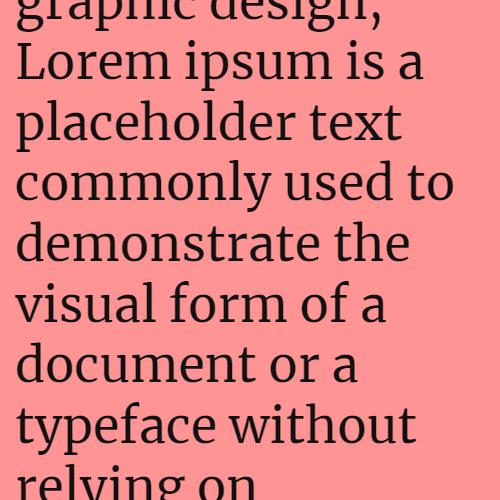 graphic design,
Lorem ipsum is a
placeholder text
commonly used to
demonstrate the
visual form of a
document or a
typeface without
relying on